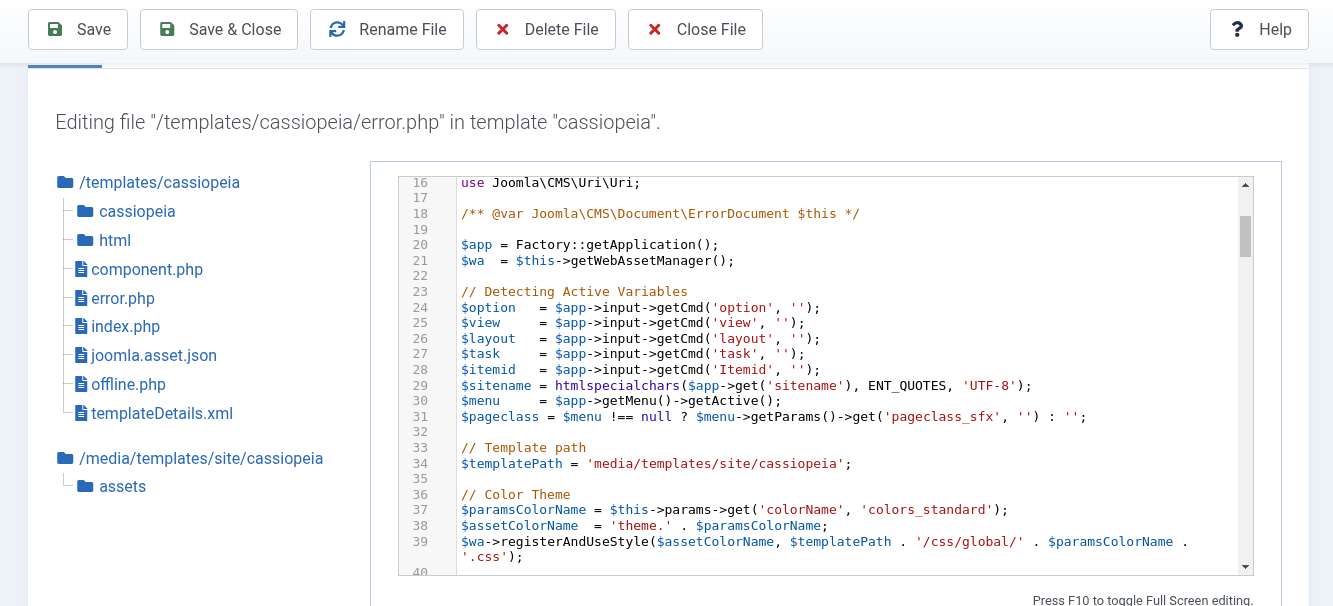 Save
Save & Close
Rename File
Delete File
Close File
Help
Editing file "/templates/cassiopeia/error.php" in template "cassiopeia".
/templates/cassiopeia
cassiopeia
html
component.php
error.php
index.php
joomla.asset.json
offline.php
templateDetails.xml
/media/templates/site/cassiopeia
assets
16 use Joomla\CMS\Uri\Uri;
17
18 /** @var Joomla\CMS\Document\ErrorDocument $this */
19
20 $app = Factory::getApplication();
21 $wa  = $this->getWebAssetManager();
22
23 // Detecting Active Variables
24 $option   = $app->input->getCmd('option', '');
25 $view     = $app->input->getCmd('view', '');
26 $layout   = $app->input->getCmd('layout', '');
27 $task     = $app->input->getCmd('task', '');
28 $itemid   = $app->input->getCmd('Itemid', '');
29 $sitename = htmlspecialchars($app->get('sitename'), ENT_QUOTES, 'UTF-8');
30 $menu     = $app->getMenu()->getActive();
31 $pageclass = $menu !== null ? $menu->getParams()->get('pageclass_sfx', '') : '';
32
33 // Template path
34 $templatePath = 'media/templates/site/cassiopeia';
35
36 // Color Theme
37 $paramsColorName = $this->params->get('colorName', 'colors_standard');
38 $assetColorName  = 'theme.' . $paramsColorName;
39 $wa->registerAndUseStyle($assetColorName, $templatePath . '/css/global/' . $paramsColorName .
'.css');
40
Press F10 to toggle Full Screen editing.